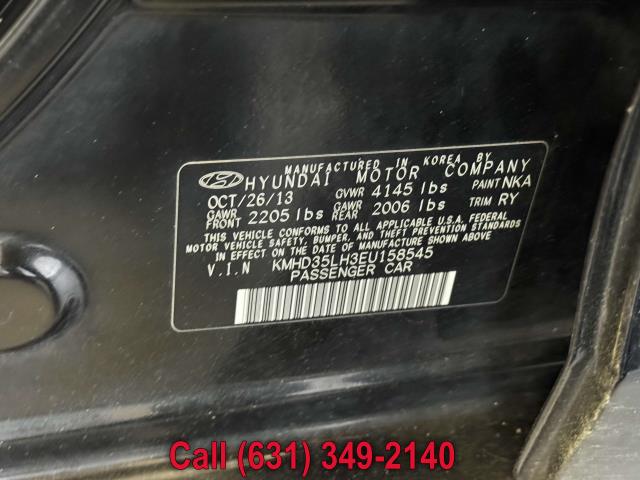 MANUFACTURED IN KOREA BY
HYUNDAI MOTOR COMPANY
OCT/26/13 GVWR 4145 lbs PAINT NKA
GAWR FRONT 2205 lbs GAWR REAR 2006 lbs TRIM RY
THIS VEHICLE CONFORMS TO ALL APPLICABLE U.S.A. FEDERAL
MOTOR VEHICLE SAFETY, BUMPER, AND THEFT PREVENTION STANDARDS
IN EFFECT ON THE DATE OF MANUFACTURE SHOWN ABOVE.
V.I.N KMHD35LH3EU158545
PASSENGER CAR
Call (631) 349-2140